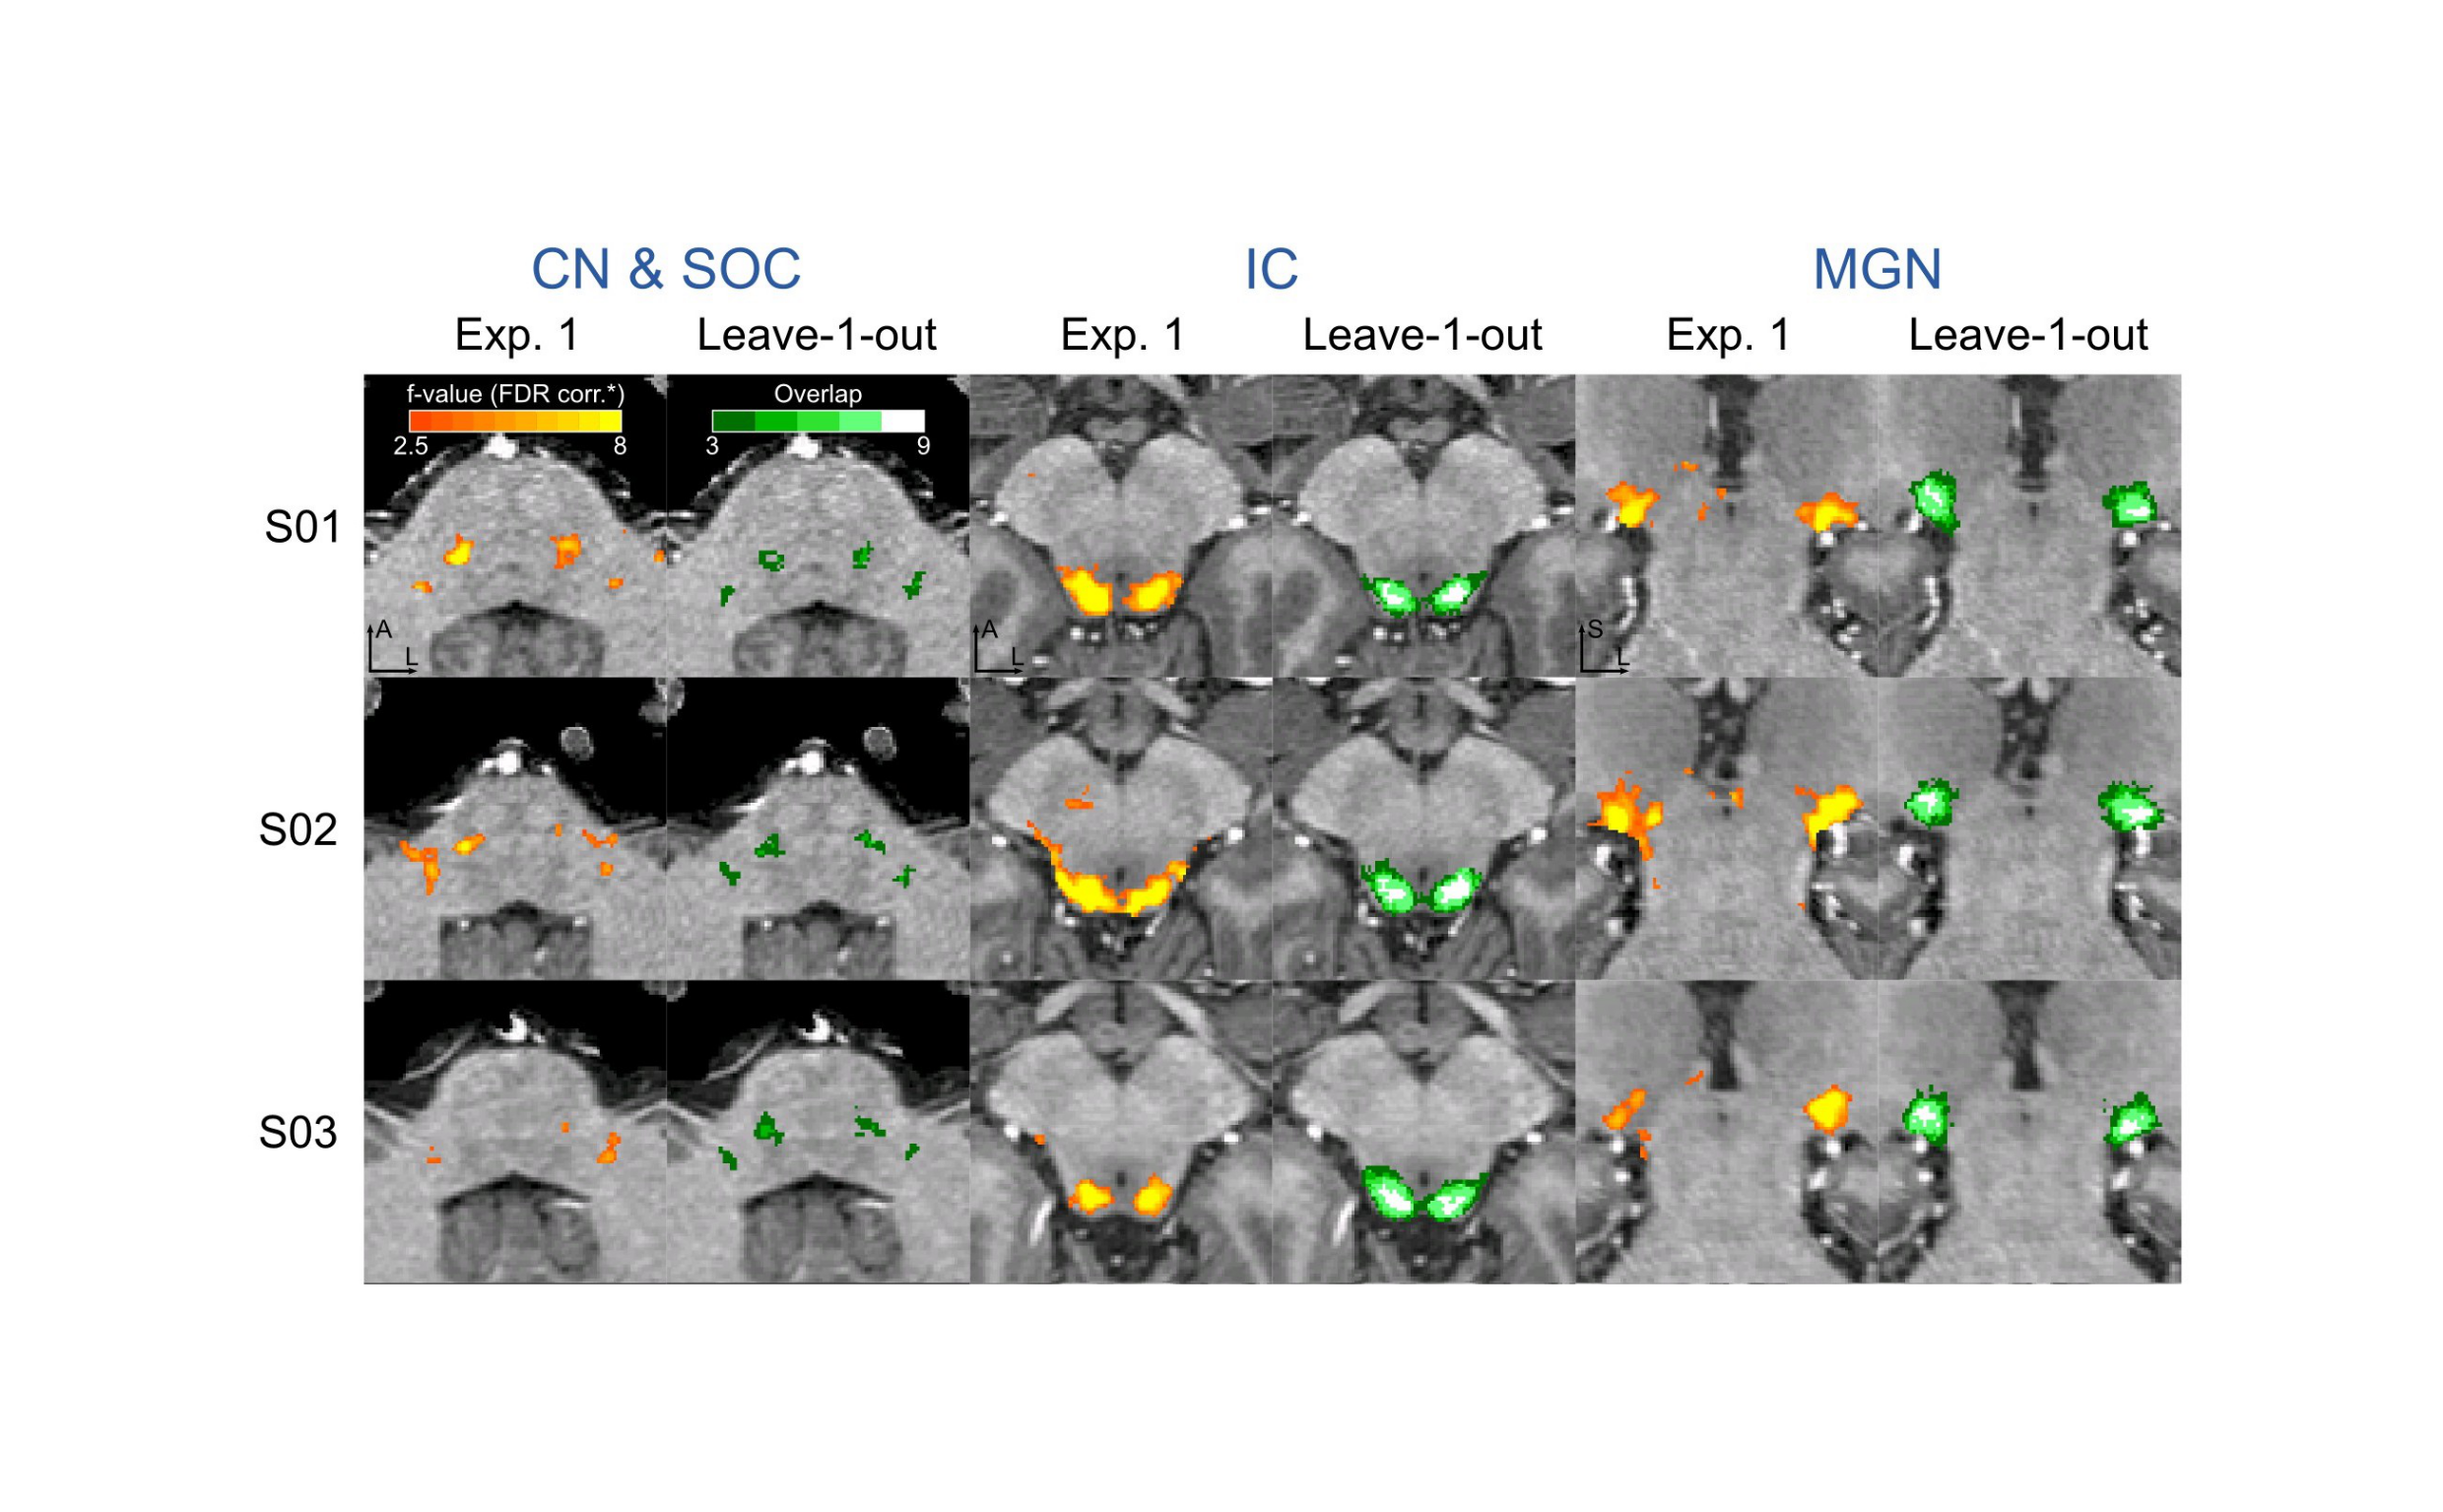 CN & SOC IC MGN
Exp. 1 Leave-1-out Exp. 1 Leave-1-out Exp. 1 Leave-1-out
f-value (FDR corr.*) Overlap
2.5 8 3 9
S01
A A S
L L L
S02
S03